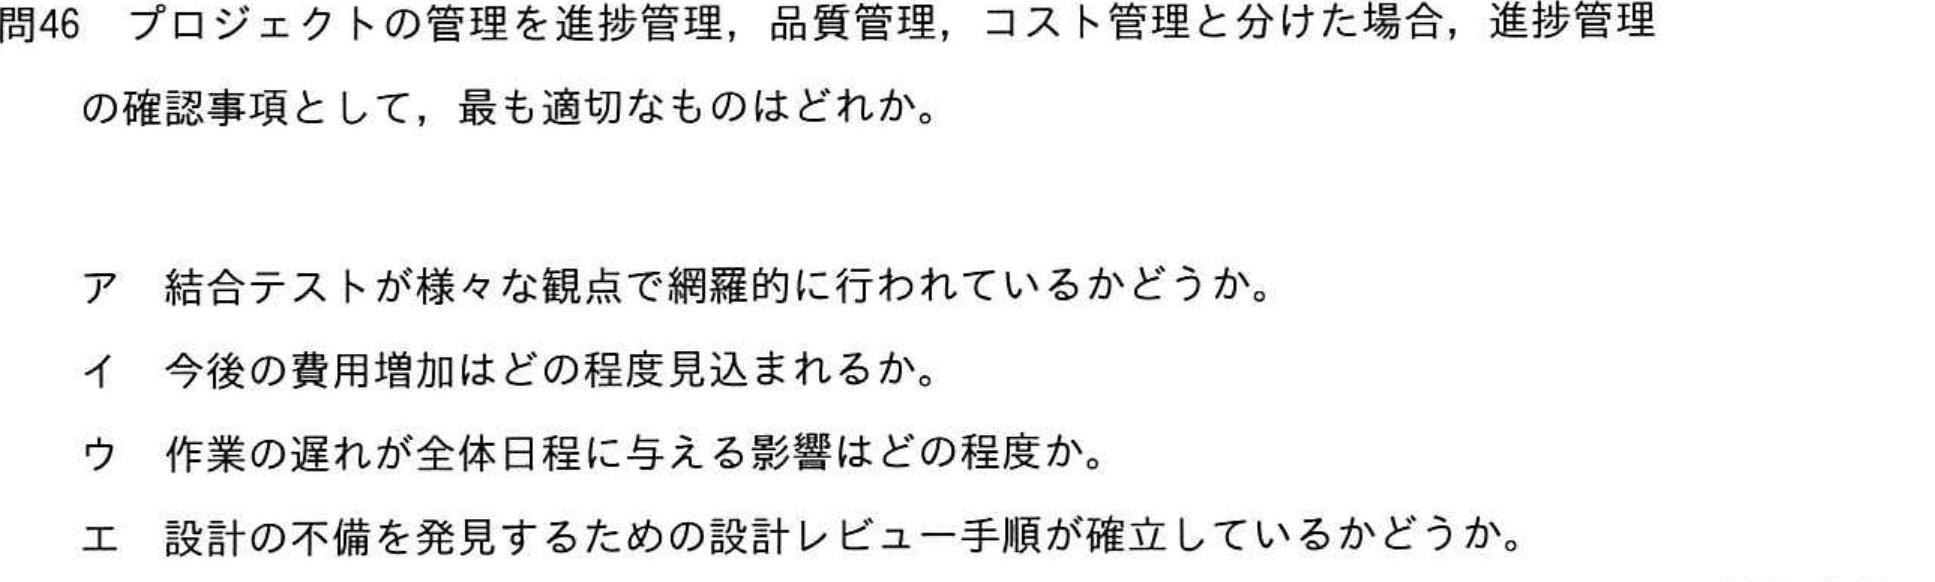 問46　プロジェクトの管理を進捗管理，品質管理，コスト管理と分けた場合，進捗管理
の確認事項として，最も適切なものはどれか。
ア　結合テストが様々な観点で網羅的に行われているかどうか。
イ　今後の費用増加はどの程度見込まれるか。
ウ　作業の遅れが全体日程に与える影響はどの程度か。
エ　設計の不備を発見するための設計レビュー手順が確立しているかどうか。